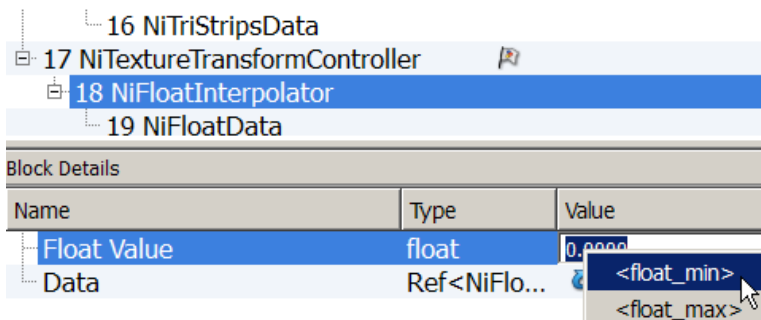 16 NiTriStripsData
17 NiTextureTransformController
18 NiFloatInterpolator
19 NiFloatData
Block Details
Name Type Value
Float Value float 0.0000
Data Ref<NiFlo...
<float_min>
<float_max>